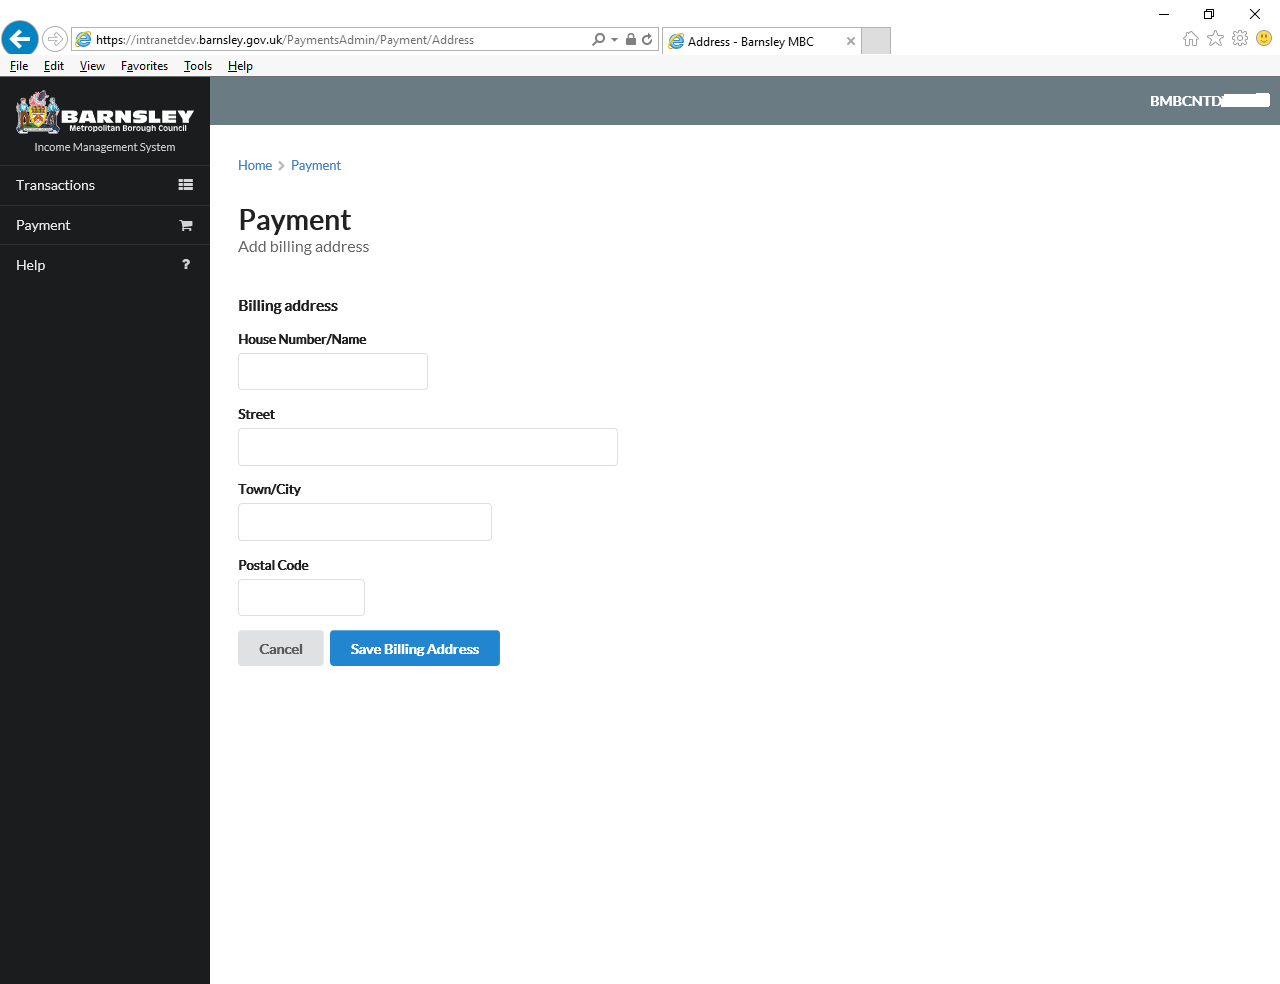 https://intranetdev.barnsley.gov.uk/PaymentsAdmin/Payment/Address
Address - Barnsley MBC
File Edit View Favorites Tools Help
BARNSLEY
Metropolitan Borough Council
Income Management System
BMBCNTD
Transactions
Payment
Help
Home Payment
Payment
Add billing address
Billing address
House Number/Name
Street
Town/City
Postal Code
Cancel Save Billing Address